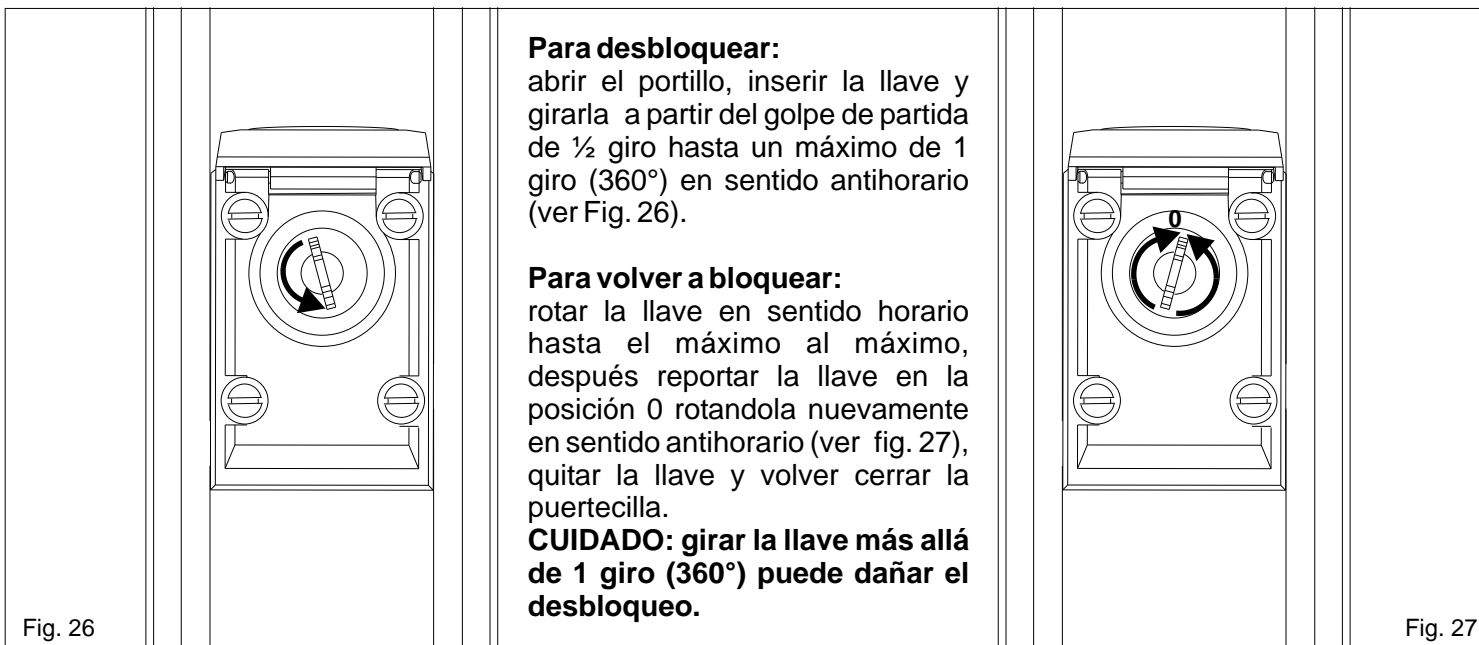 Para desbloquear:
abrir el portillo, inserir la llave y
girarla a partir del golpe de partida
de ½ giro hasta un máximo de 1
giro (360°) en sentido antihorario
(ver Fig. 26).
Para volver a bloquear:
rotar la llave en sentido horario
hasta el máximo al máximo,
después reportar la llave en la
posición 0 rotandola nuevamente
en sentido antihorario (ver fig. 27),
quitar la llave y volver cerrar la
puertecilla.
CUIDADO: girar la llave más allá
de 1 giro (360°) puede dañar el
desbloqueo.
0
Fig. 26
Fig. 27